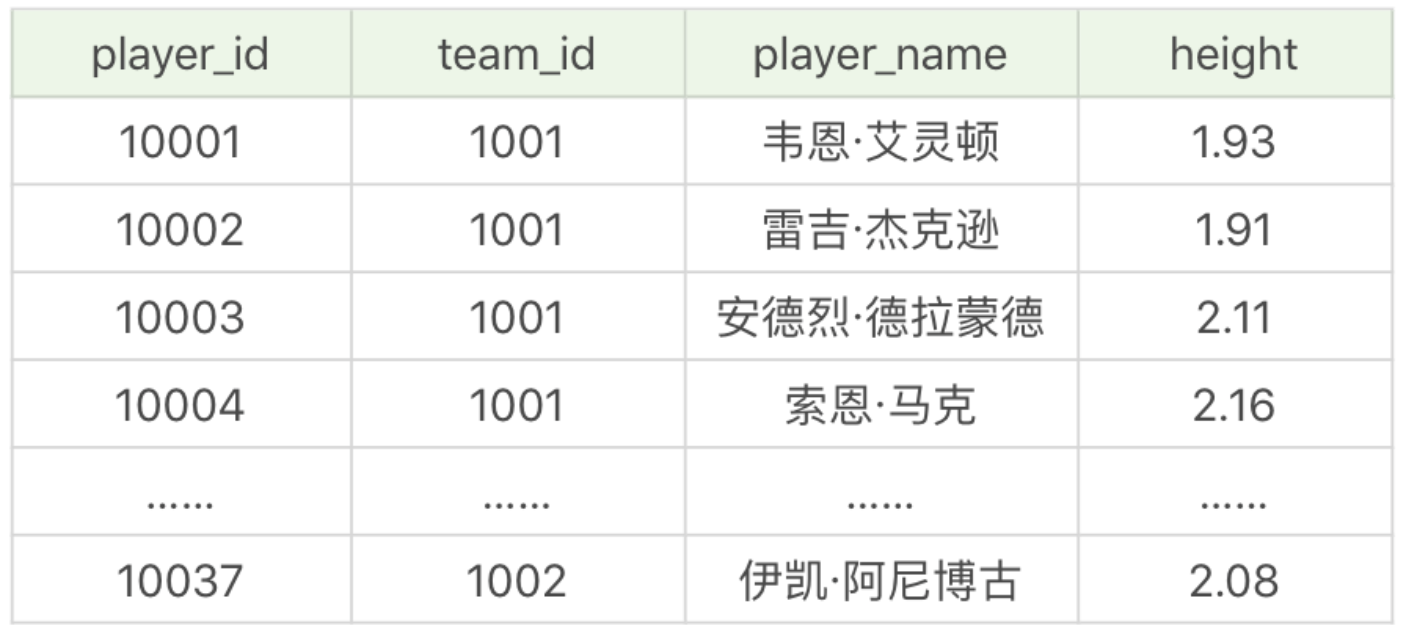 player_id team_id player_name height
10001 1001 韦恩·艾灵顿 1.93
10002 1001 雷吉·杰克逊 1.91
10003 1001 安德烈·德拉蒙德 2.11
10004 1001 索恩·马克 2.16
…… …… …… ……
10037 1002 伊凯·阿尼博古 2.08